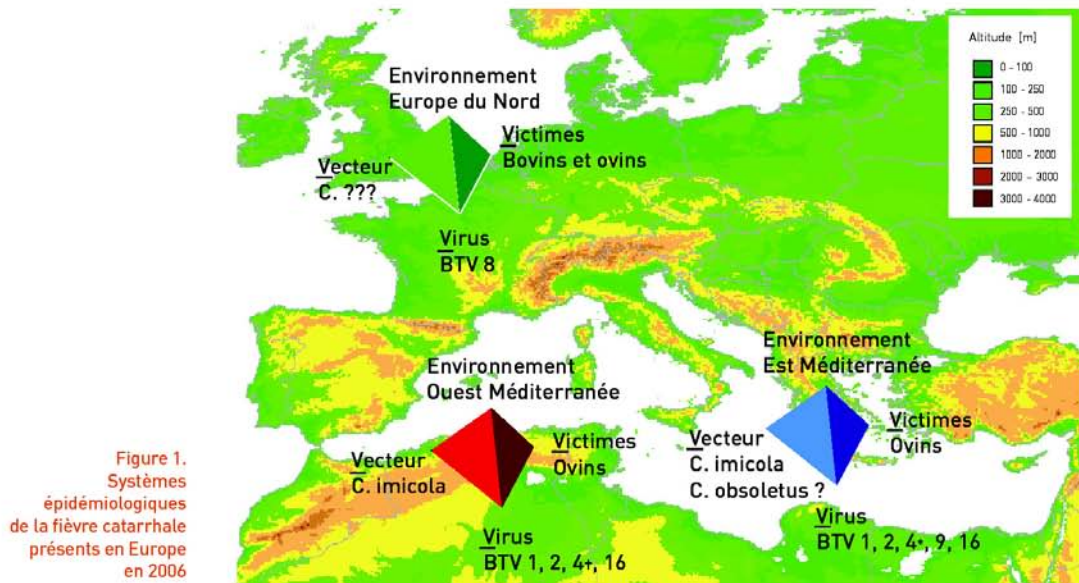 Altitude [m]
0 - 100
100 - 250
250 - 500
500 - 1000
1000 - 2000
2000 - 3000
3000 - 4000
Environnement
Europe du Nord
Victimes
Bovins et ovins
Vecteur
C. ???
Virus
BTV 8
Environnement
Ouest Méditerranée
Vecteur
C. imicola
Victimes
Ovins
Virus
BTV 1, 2, 4+, 16
Environnement
Est Méditerranée
Vecteur
C. imicola
C. obsoletus ?
Victimes
Ovins
Virus
BTV 1, 2, 4+, 9, 16
Figure 1.
Systèmes
épidémiologiques
de la fièvre catarrhale
présents en Europe
en 2006